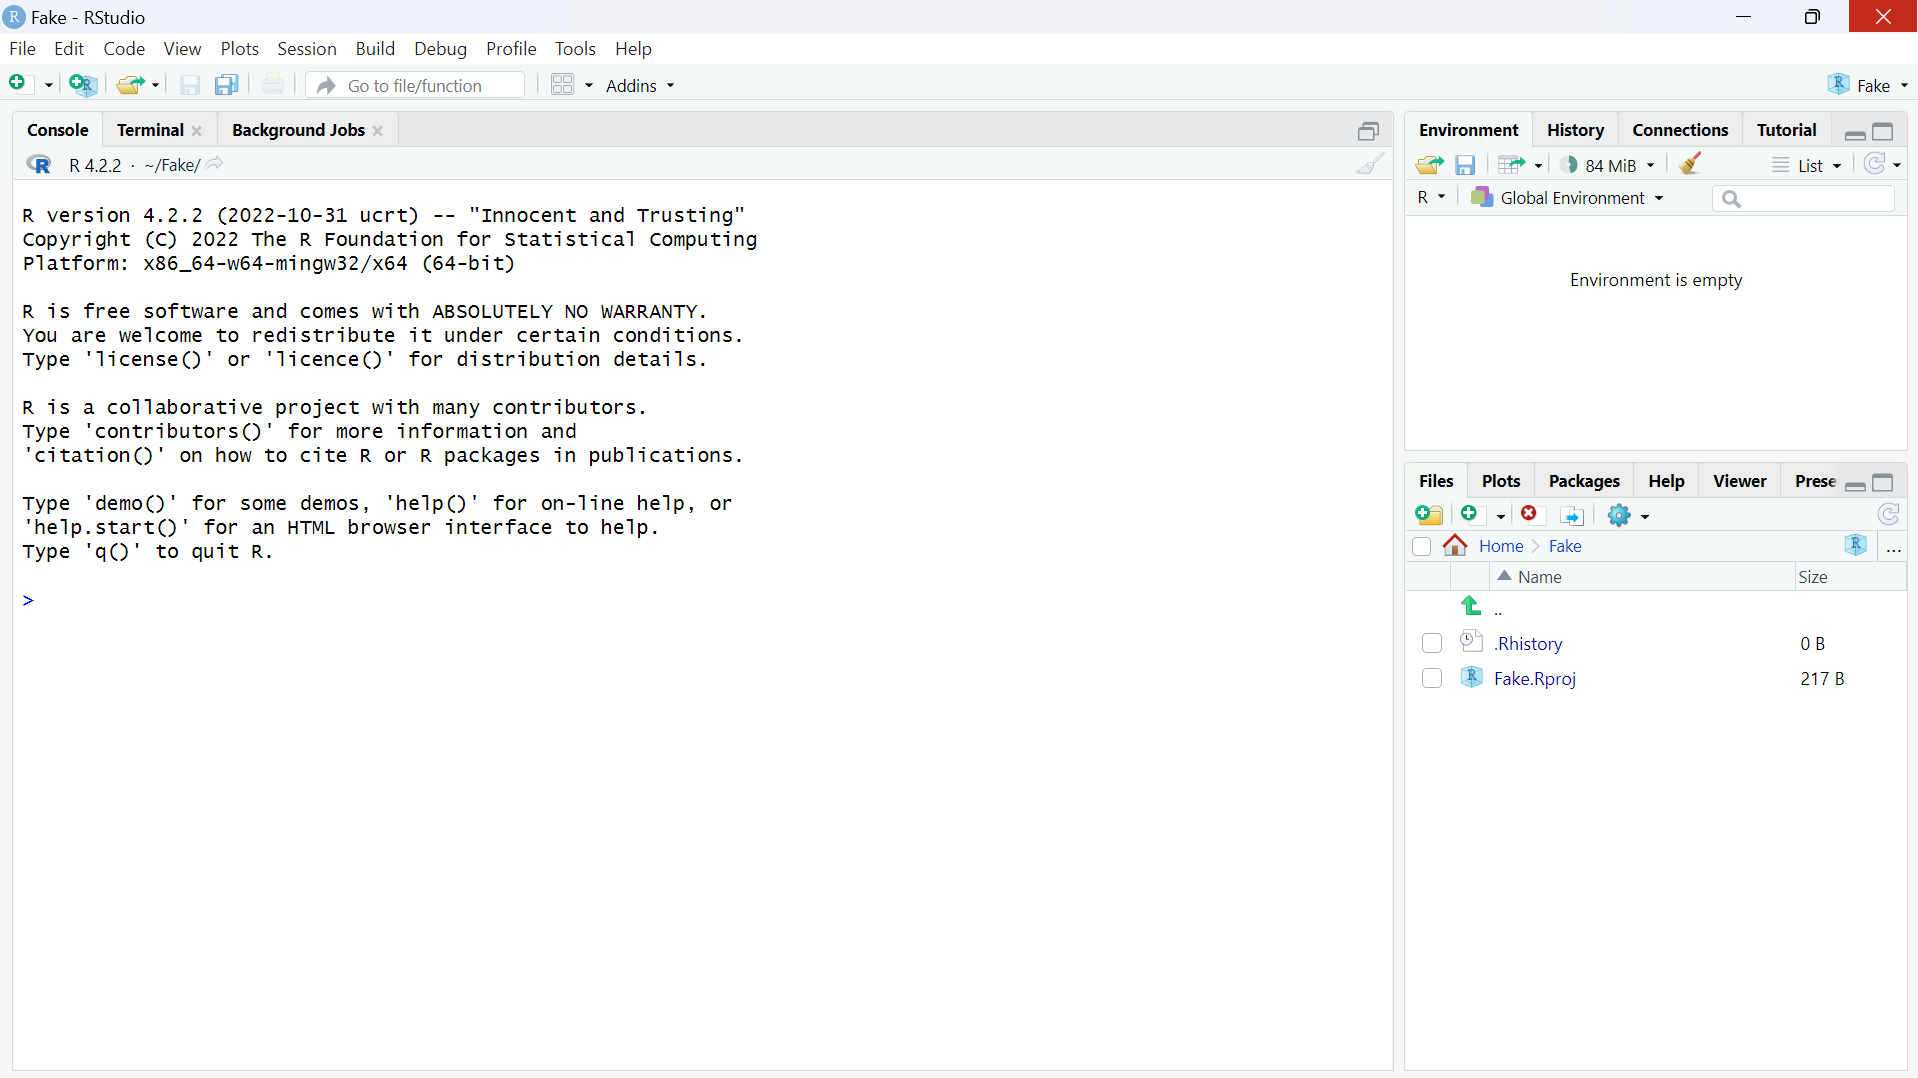 R Fake - RStudio
File Edit Code View Plots Session Build Debug Profile Tools Help
R Go to file/function Addins R Fake
Console Terminal Background Jobs
R R 4.2.2 · ~/Fake/
R version 4.2.2 (2022-10-31 ucrt) -- "Innocent and Trusting"
Copyright (C) 2022 The R Foundation for Statistical Computing
Platform: x86_64-w64-mingw32/x64 (64-bit)
R is free software and comes with ABSOLUTELY NO WARRANTY.
You are welcome to redistribute it under certain conditions.
Type 'license()' or 'licence()' for distribution details.
R is a collaborative project with many contributors.
Type 'contributors()' for more information and
'citation()' on how to cite R or R packages in publications.
Type 'demo()' for some demos, 'help()' for on-line help, or
'help.start()' for an HTML browser interface to help.
Type 'q()' to quit R.
>
Environment History Connections Tutorial
84 MiB List
R Global Environment
Environment is empty
Files Plots Packages Help Viewer Prese
Home Fake R ...
Name Size
..
.Rhistory 0 B
R Fake.Rproj 217 B